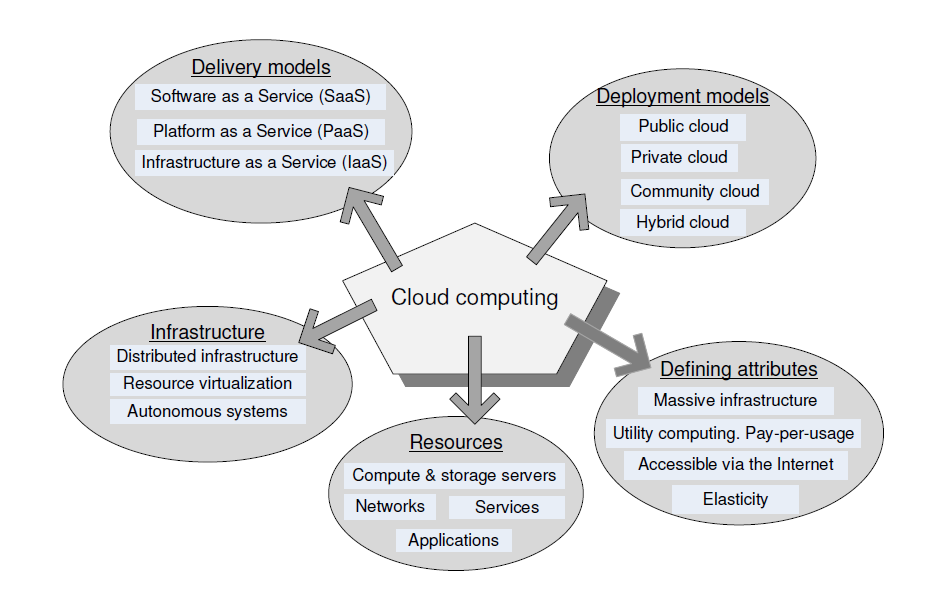 Delivery models
Software as a Service (SaaS)
Platform as a Service (PaaS)
Infrastructure as a Service (IaaS)
Deployment models
Public cloud
Private cloud
Community cloud
Hybrid cloud
Cloud computing
Infrastructure
Distributed infrastructure
Resource virtualization
Autonomous systems
Resources
Compute & storage servers
Networks Services
Applications
Defining attributes
Massive infrastructure
Utility computing. Pay-per-usage
Accessible via the Internet
Elasticity